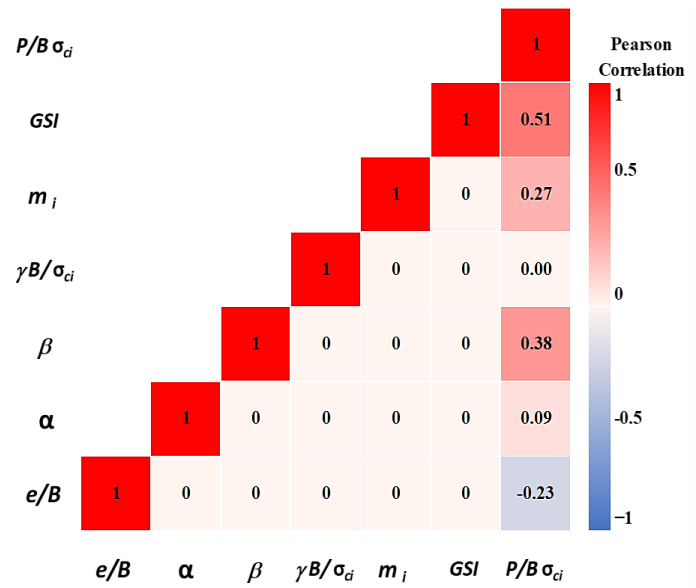 P/B σci 1
Pearson
Correlation
GSI 1 0.51
m i 1 0 0.27
γB/σci 1 0 0 0.00
β 1 0 0 0 0.38
α 1 0 0 0 0 0.09
e/B 1 0 0 0 0 0 -0.23
e/B α β γB/σci m i GSI P/B σci
1
0.5
0
-0.5
−1